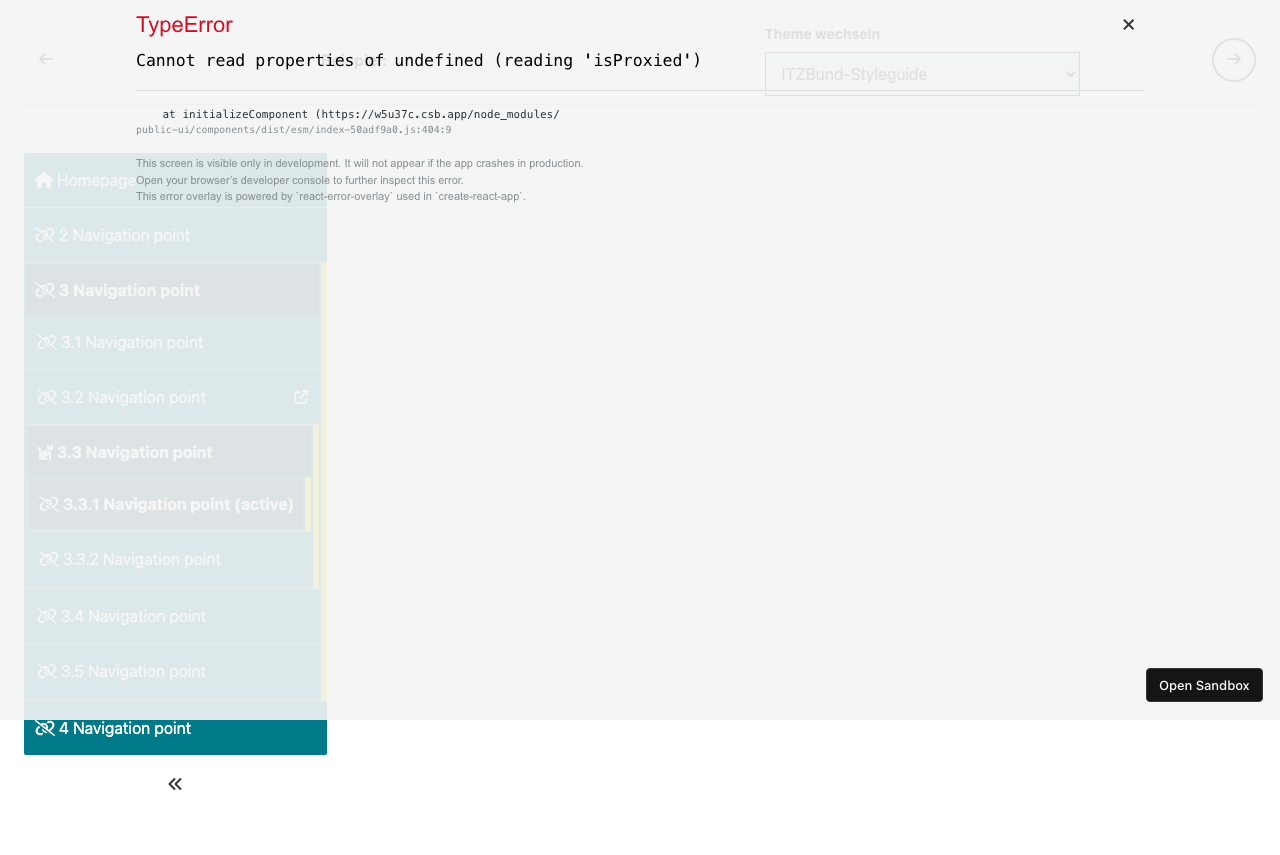 TypeError
Theme wechseln
Cannot read properties of undefined (reading 'isProxied')
ITZBund-Styleguide
at initializeComponent (https://w5u37c.csb.app/node_modules/
public-ui/components/dist/esm/index-50adf9a0.js:404:9
This screen is visible only in development. It will not appear if the app crashes in production.
Homepage
Open your browser's developer console to further inspect this error.
This error overlay is powered by `react-error-overlay` used in `create-react-app`.
2 Navigation point
3 Navigation point
3.1 Navigation point
3.2 Navigation point
3.3 Navigation point
3.3.1 Navigation point (active)
3.3.2 Navigation point
3.4 Navigation point
3.5 Navigation point
Open Sandbox
4 Navigation point